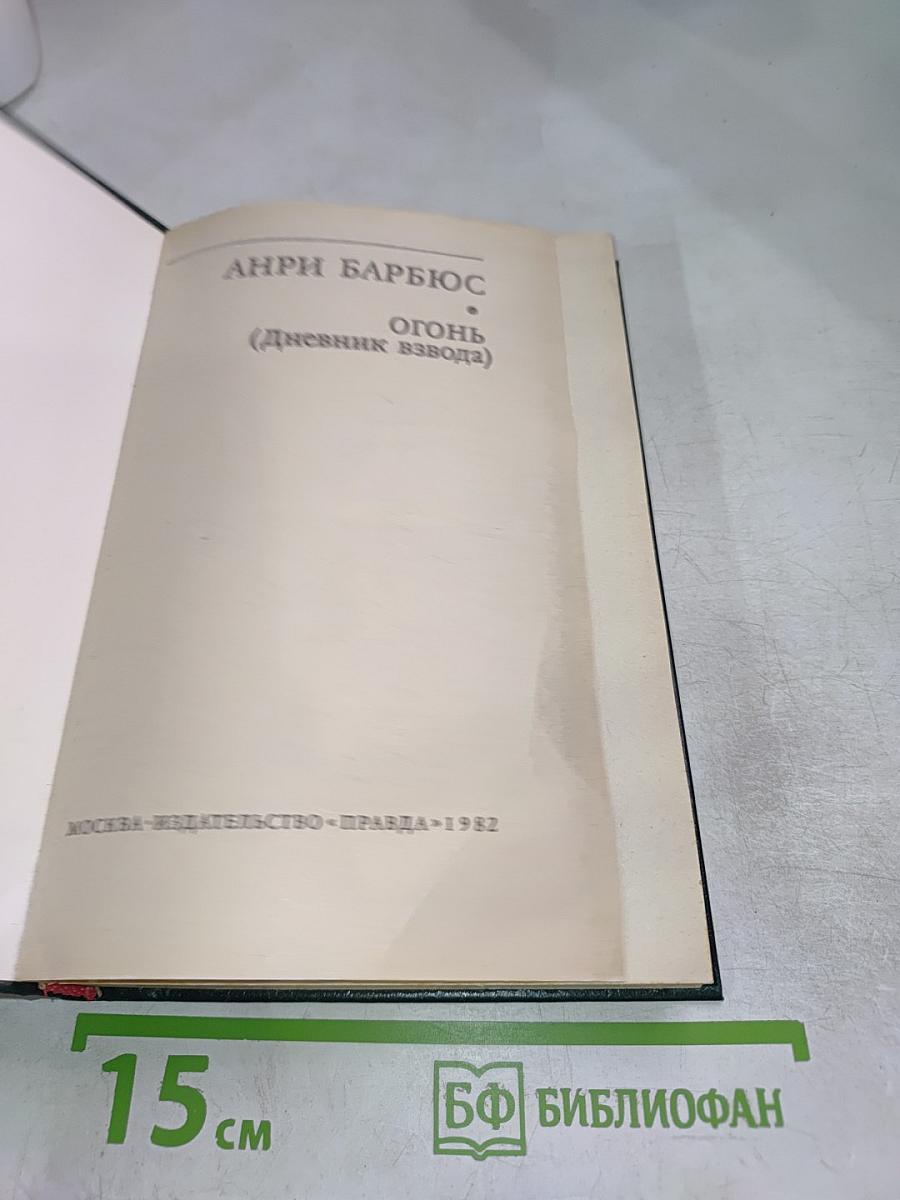 АНРИ БАРБЮС
•
ОГОНЬ
(Дневник взвода)
МОСКВА·ИЗДАТЕЛЬСТВО «ПРАВДА» 1982
15 см
БФ БИБЛИОФАН